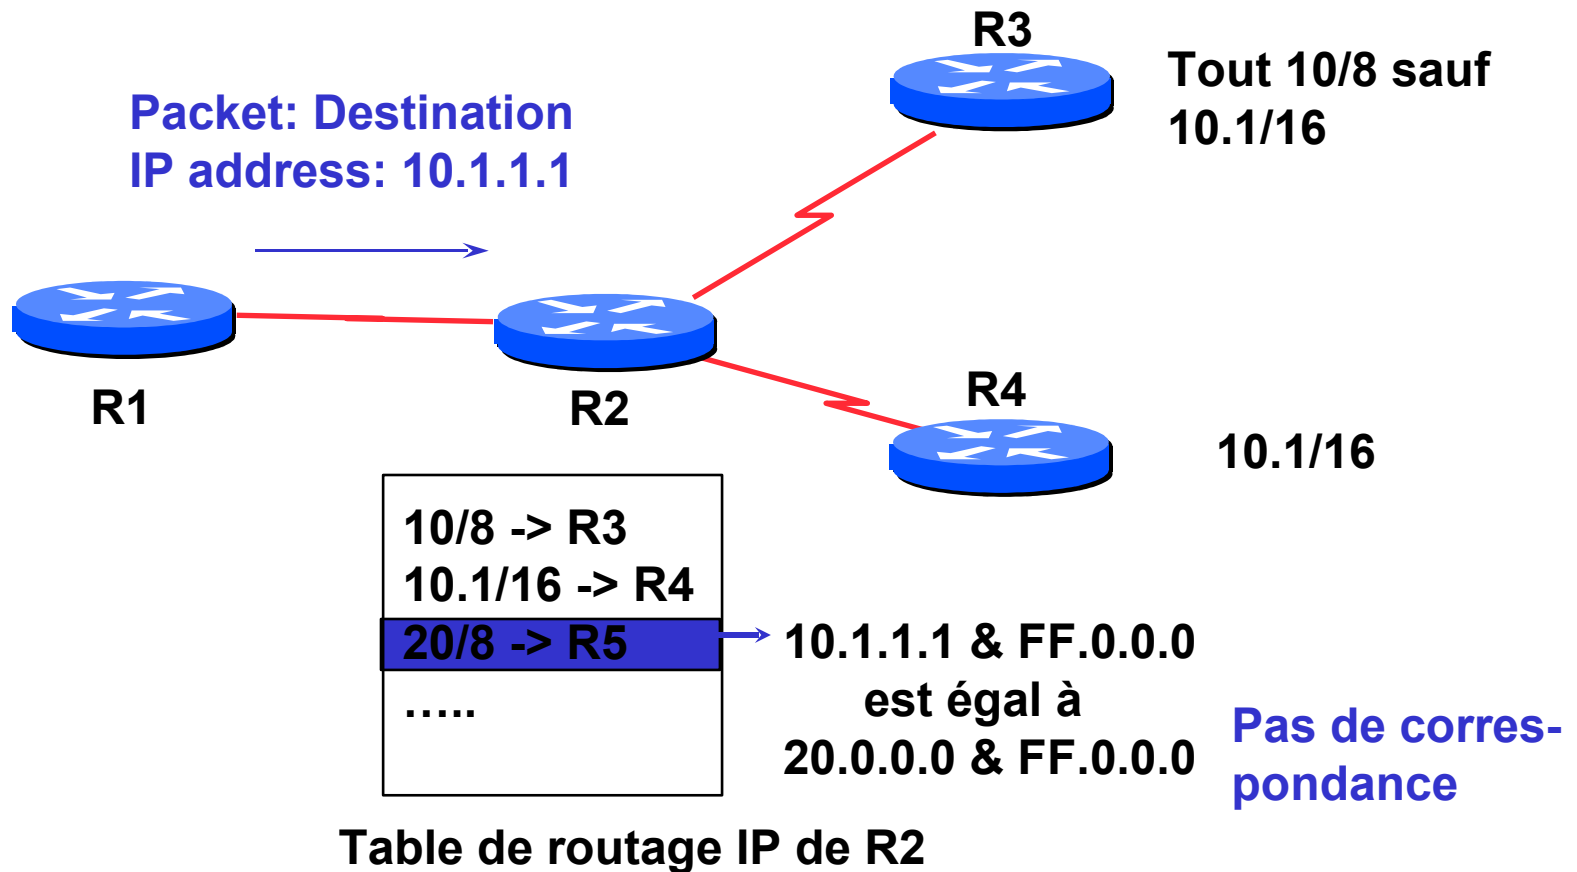 R3
Tout 10/8 sauf
10.1/16
Packet: Destination
IP address: 10.1.1.1
R1
R2
R4
10.1/16
10/8 -> R3
10.1/16 -> R4
20/8 -> R5
…..
10.1.1.1 & FF.0.0.0
est égal à
20.0.0.0 & FF.0.0.0
Pas de corres-
pondance
Table de routage IP de R2